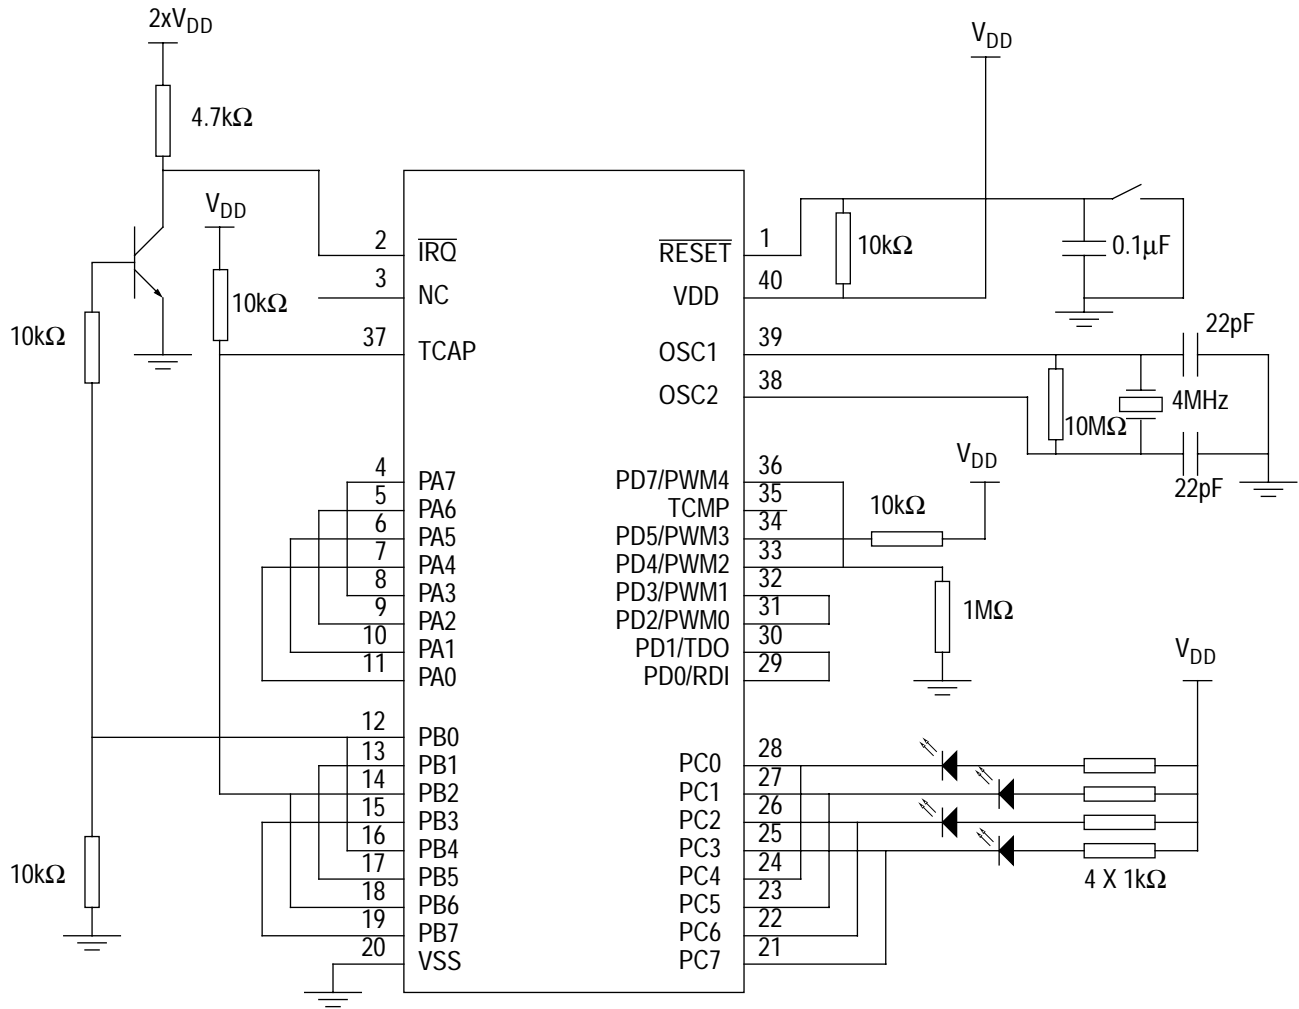 2xVDD
4.7kΩ
VDD
10kΩ
10kΩ
10kΩ
2
IRQ
3
NC
37
TCAP
4
PA7
5
PA6
6
PA5
7
PA4
8
PA3
9
PA2
10
PA1
11
PA0
12
PB0
13
PB1
14
PB2
15
PB3
16
PB4
17
PB5
18
PB6
19
PB7
20
VSS
VDD
RESET
1
10kΩ
0.1µF
VDD
40
OSC1
39
22pF
OSC2
38
10MΩ
4MHz
22pF
PD7/PWM4
36
TCMP
35
PD5/PWM3
34
10kΩ
VDD
PD4/PWM2
33
1MΩ
PD3/PWM1
32
PD2/PWM0
31
PD1/TDO
30
PD0/RDI
29
VDD
PC0
28
PC1
27
PC2
26
PC3
25
PC4
24
4 X 1kΩ
PC5
23
PC6
22
PC7
21